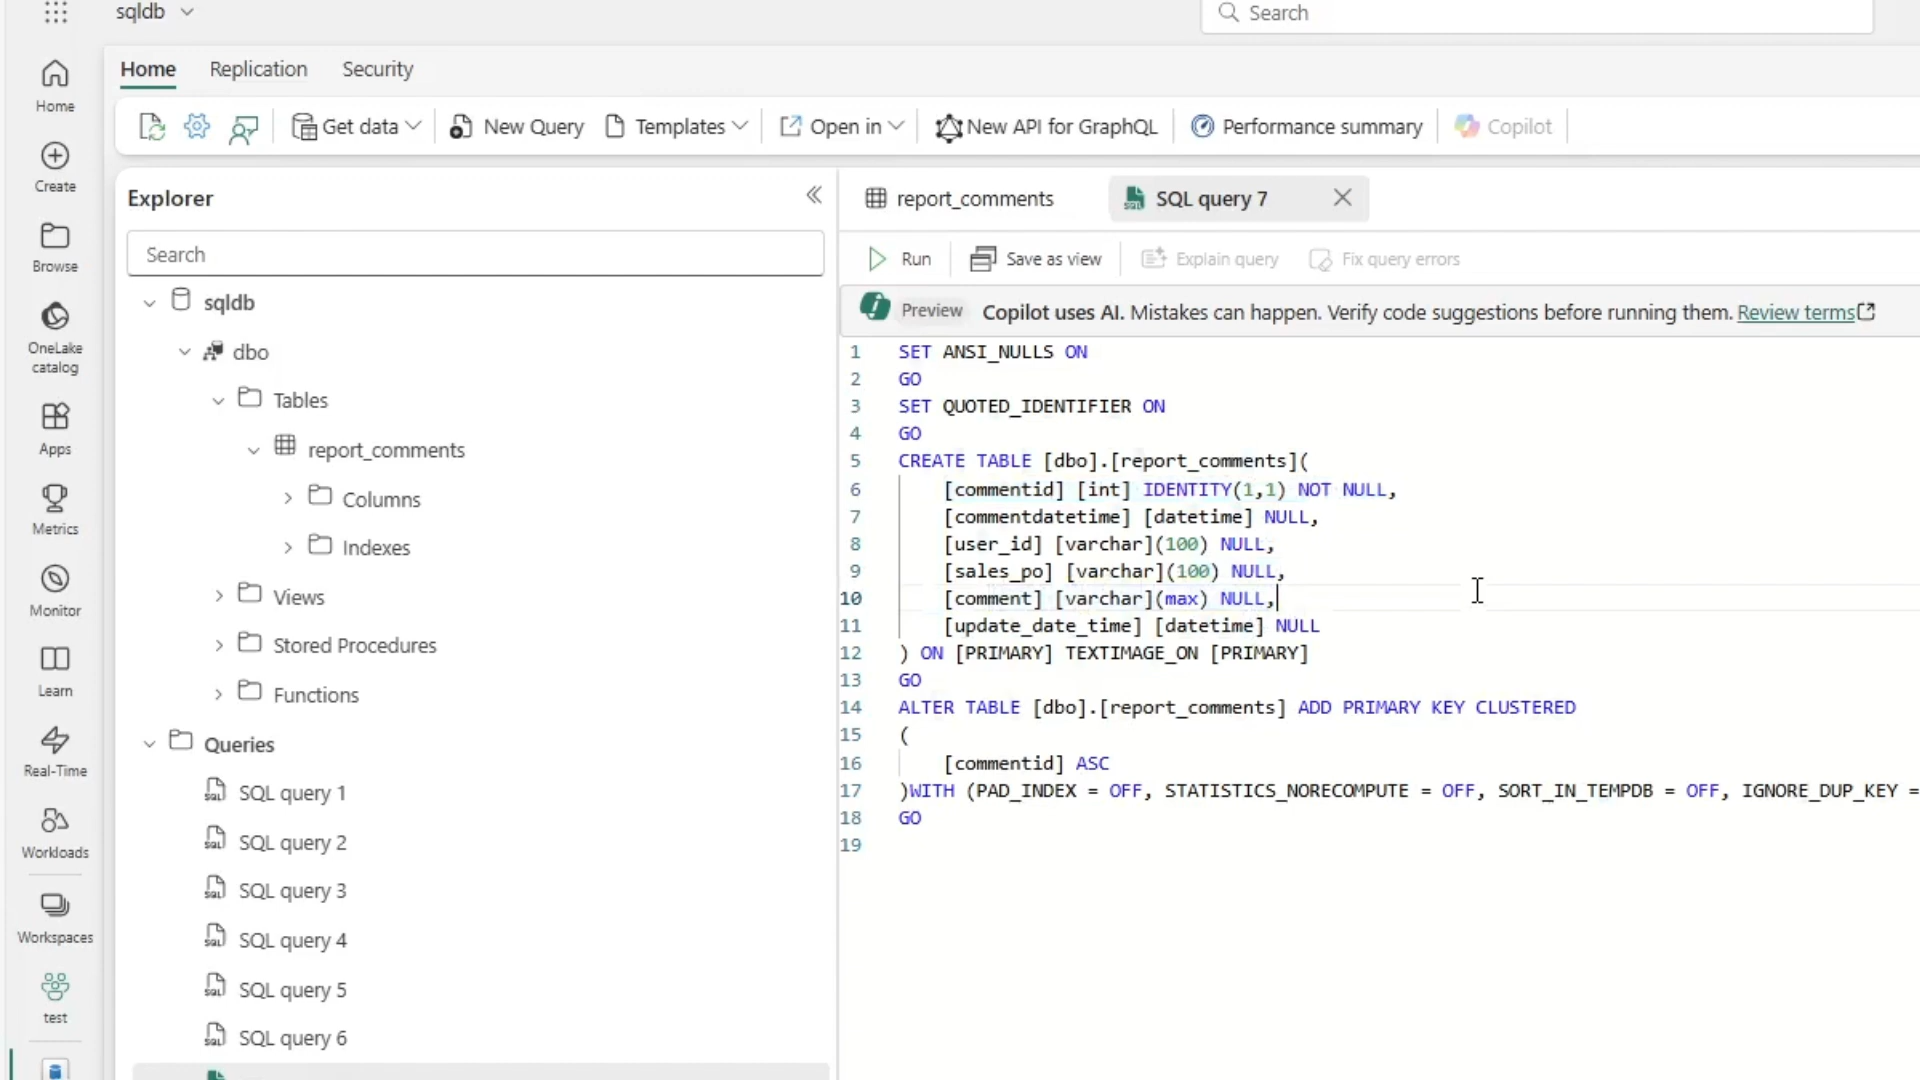 sqldb
Search
Home
Replication
Security
Get data
New Query
Templates
Open in
New API for GraphQL
Performance summary
Copilot
Home
Create
Browse
OneLake
catalog
Apps
Metrics
Monitor
Learn
Real-Time
Workloads
Workspaces
test
Explorer
Search
sqldb
dbo
Tables
report_comments
Columns
Indexes
Views
Stored Procedures
Functions
Queries
SQL query 1
SQL query 2
SQL query 3
SQL query 4
SQL query 5
SQL query 6
report_comments
SQL query 7
Run
Save as view
Explain query
Fix query errors
Preview Copilot uses AI. Mistakes can happen. Verify code suggestions before running them. Review terms
1 SET ANSI_NULLS ON
2 GO
3 SET QUOTED_IDENTIFIER ON
4 GO
5 CREATE TABLE [dbo].[report_comments](
6 [commentid] [int] IDENTITY(1,1) NOT NULL,
7 [commentdatetime] [datetime] NULL,
8 [user_id] [varchar](100) NULL,
9 [sales_po] [varchar](100) NULL,
10 [comment] [varchar](max) NULL,
11 [update_date_time] [datetime] NULL
12 ) ON [PRIMARY] TEXTIMAGE_ON [PRIMARY]
13 GO
14 ALTER TABLE [dbo].[report_comments] ADD PRIMARY KEY CLUSTERED
15 (
16 [commentid] ASC
17 )WITH (PAD_INDEX = OFF, STATISTICS_NORECOMPUTE = OFF, SORT_IN_TEMPDB = OFF, IGNORE_DUP_KEY =
18 GO
19